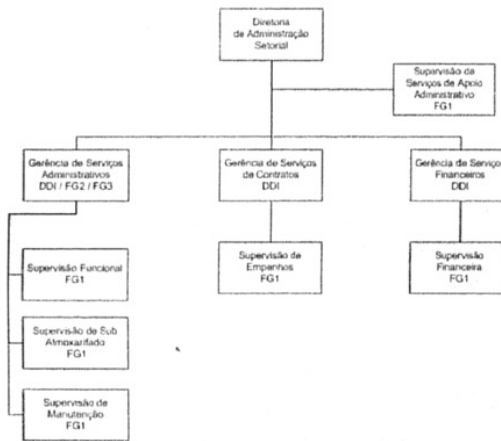 Diretoria
de Administração
Setorial
Supervisão da
Serviços de Apoio
Administrativo
FG1
Gerência de Serviços
Administrativos
DDI / FG2 / FG3
Gerência de Serviços
de Contratos
DDI
Gerência de Serviço
Financeiros
DDI
Supervisão Funcional
FG1
Supervisão de
Empenhos
FG1
Supervisão
Financeira
FG1
Supervisão de Sub
Almoxarifado
FG1
Supervisão de
Manutenção
FG1